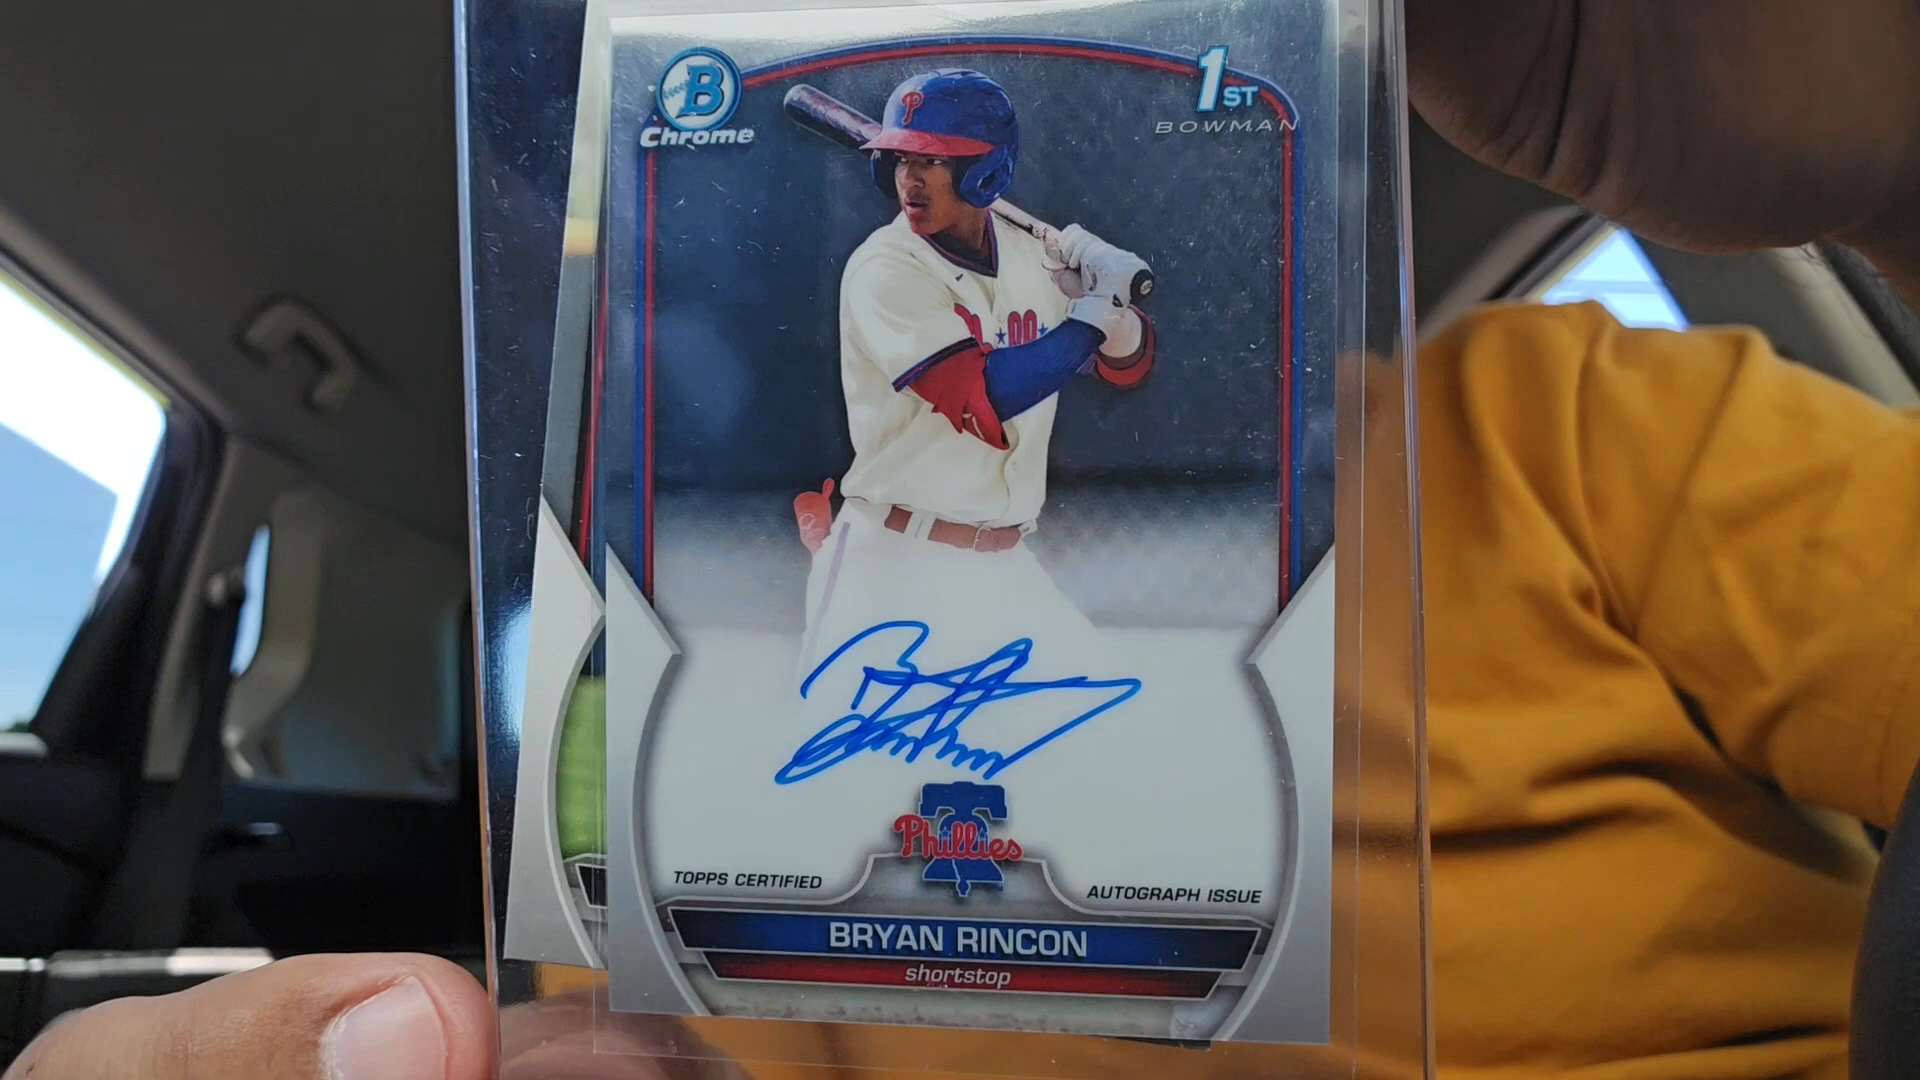 B
Chrome
1ST
BOWMAN
P
Phillies
TOPPS CERTIFIED
AUTOGRAPH ISSUE
BRYAN RINCON
shortstop